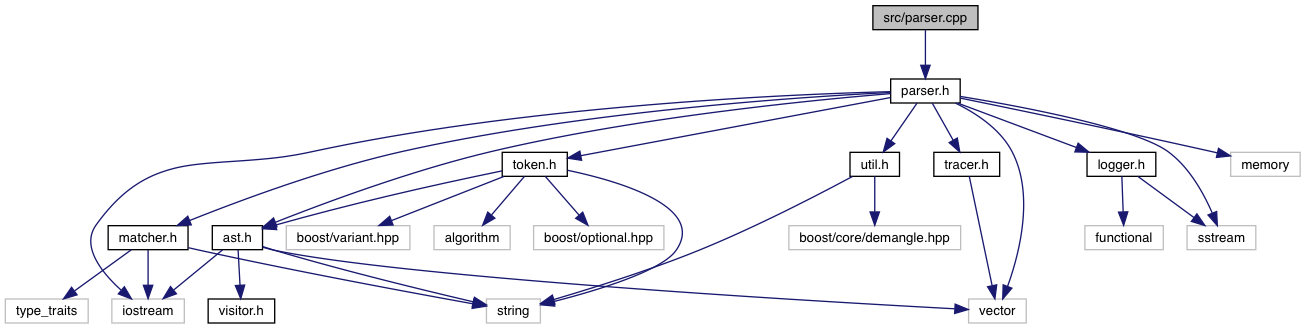 src/parser.cpp
parser.h
token.h
util.h
tracer.h
logger.h
memory
matcher.h
ast.h
boost/variant.hpp
algorithm
boost/optional.hpp
boost/core/demangle.hpp
functional
sstream
type_traits
iostream
visitor.h
string
vector